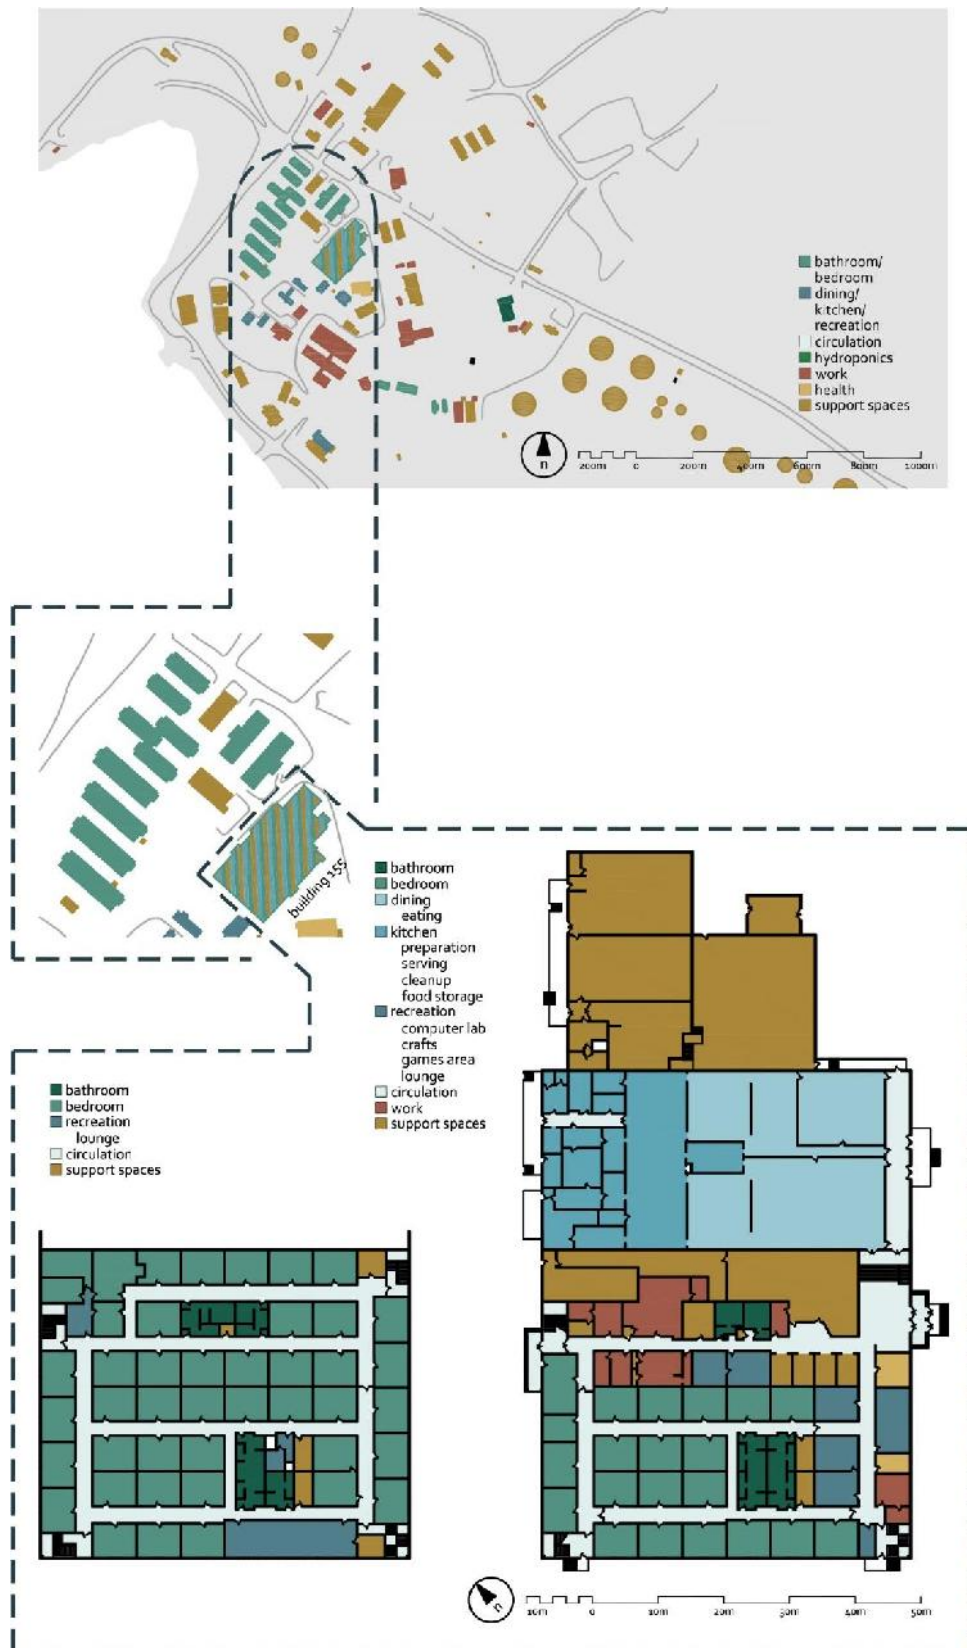 bathroom/
bedroom
dining/
kitchen/
recreation
circulation
hydroponics
work
health
support spaces
n
200m 0 200m 400m 600m 800m 1000m
building 155
bathroom
bedroom
dining
eating
kitchen
preparation
serving
cleanup
food storage
recreation
computer lab
crafts
games area
lounge
circulation
work
support spaces
bathroom
bedroom
recreation
lounge
circulation
support spaces
n
10m 0 10m 20m 30m 40m 50m